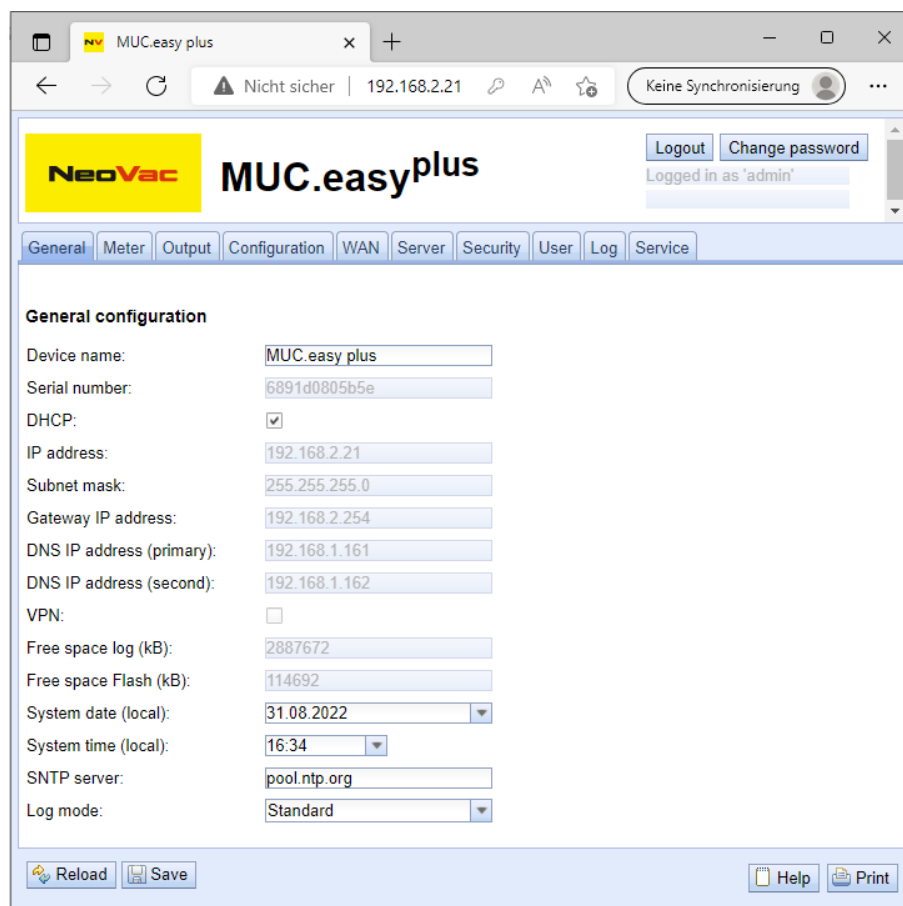 NV MUC.easy plus
Nicht sicher | 192.168.2.21 Keine Synchronisierung
NeoVac MUC.easyplus
Logout Change password
Logged in as 'admin'
General Meter Output Configuration WAN Server Security User Log Service
General configuration
Device name: MUC.easy plus
Serial number: 6891d0805b5e
DHCP:
IP address: 192.168.2.21
Subnet mask: 255.255.255.0
Gateway IP address: 192.168.2.254
DNS IP address (primary): 192.168.1.161
DNS IP address (second): 192.168.1.162
VPN:
Free space log (kB): 2887672
Free space Flash (kB): 114692
System date (local): 31.08.2022
System time (local): 16:34
SNTP server: pool.ntp.org
Log mode: Standard
Reload Save Help Print